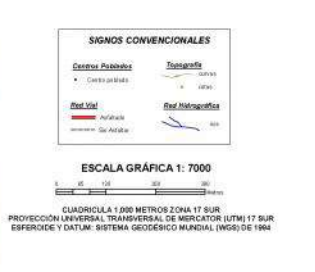 SIGNOS CONVENCIONALES
Centros Poblados
Topografía
Centro poblado
curvas
cotas
Red Vial
Red Hidrográfica
Asfaltada
Sin Asfaltar
ríos
ESCALA GRÁFICA 1: 7000
Metros
CUADRICULA 1,000 METROS ZONA 17 SUR
PROYECCIÓN UNIVERSAL TRANSVERSAL DE MERCATOR (UTM) 17 SUR
ESFEROIDE Y DATUM: SISTEMA GEODÉSICO MUNDIAL (WGS) DE 1984